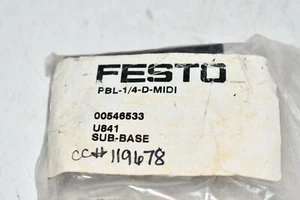 FESTO
PBL-1/4-D-MIDI
00546533
U841
SUB-BASE
CC# 119678